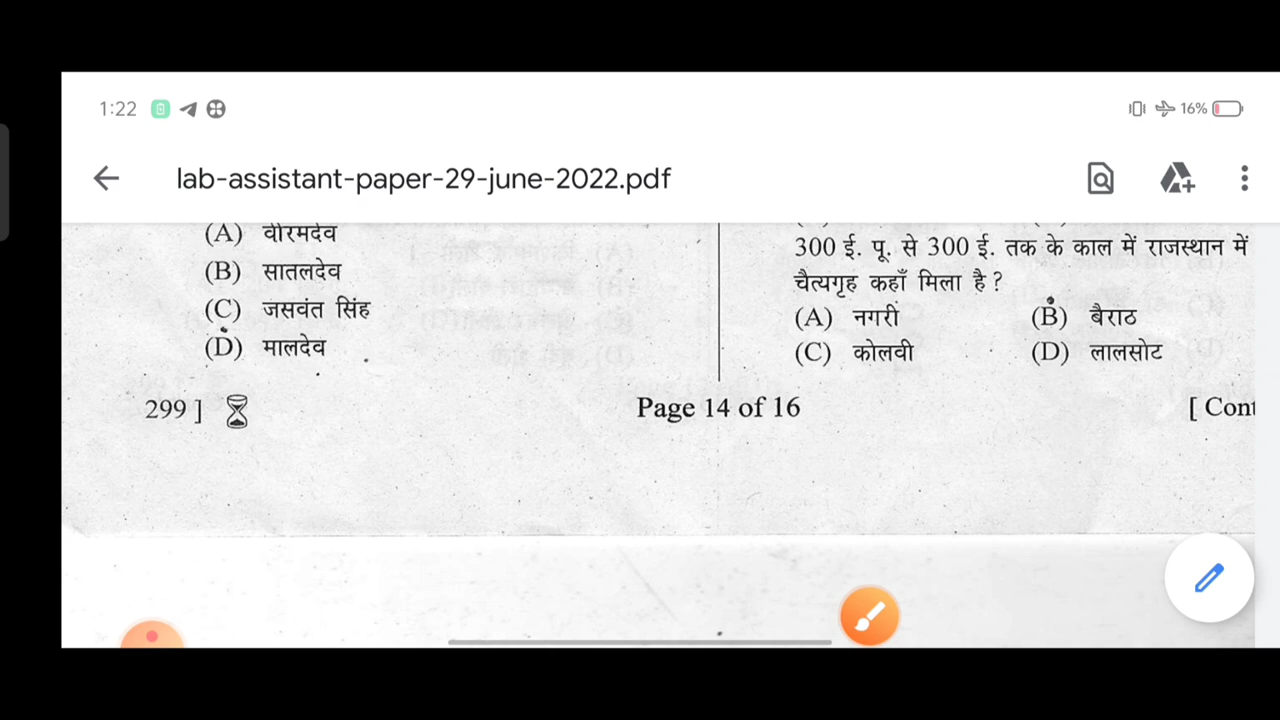 1:22
16%
lab-assistant-paper-29-june-2022.pdf
(A) वीरमदेव
(B) सातलदेव
(C) जसवंत सिंह
(D) मालदेव
300 ई. पू. से 300 ई. तक के काल में राजस्थान में
चैत्यगृह कहाँ मिला है ?
(A) नगरी (B) बैराठ
(C) कोलवी (D) लालसोट
299 ] Page 14 of 16 [ Cont